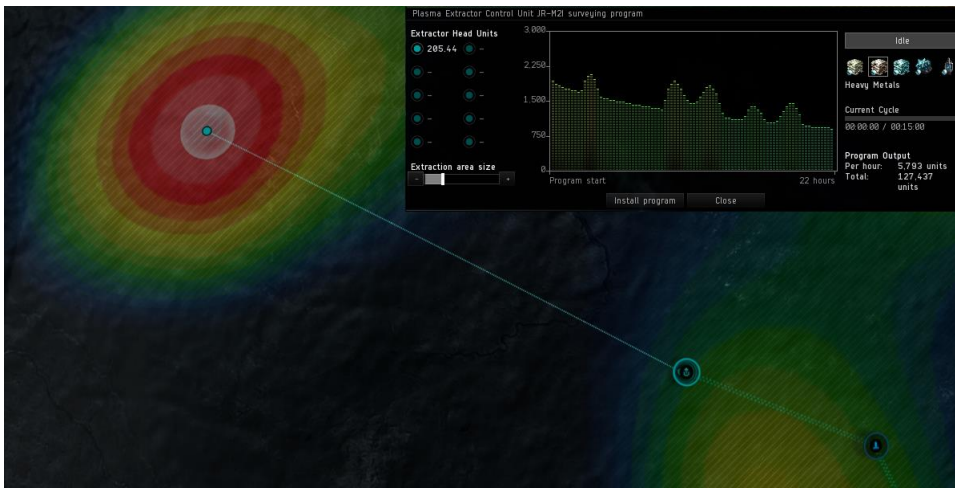 Plasma Extractor Control Unit JR-M2I surveying program
Extractor Head Units
205.44 -
- -
- -
- -
- -
Extraction area size
- +
3.000
2.250
1.500
750
0
Program start 22 hours
Install program Close
Idle
Heavy Metals
Current Cycle
00:00:00 / 00:15:00
Program Output
Per hour: 5,793 units
Total: 127,437
units